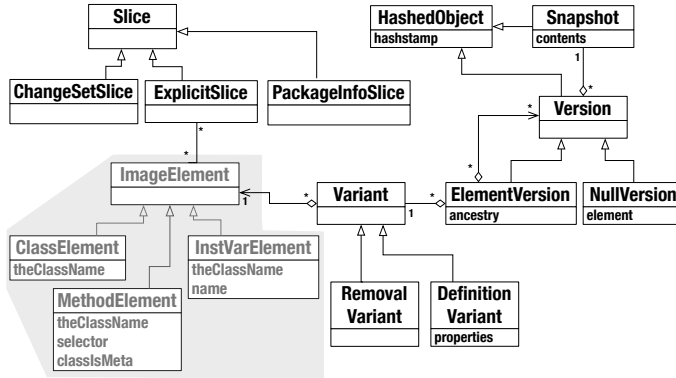 Slice
HashedObject
hashstamp
Snapshot
contents
1
*
ChangeSetSlice
ExplicitSlice
PackageInfoSlice
*
*
Version
*
*
ImageElement
1
*
Variant
1
*
ElementVersion
ancestry
NullVersion
element
ClassElement
theClassName
InstVarElement
theClassName
name
MethodElement
theClassName
selector
classIsMeta
Removal
Variant
Definition
Variant
properties